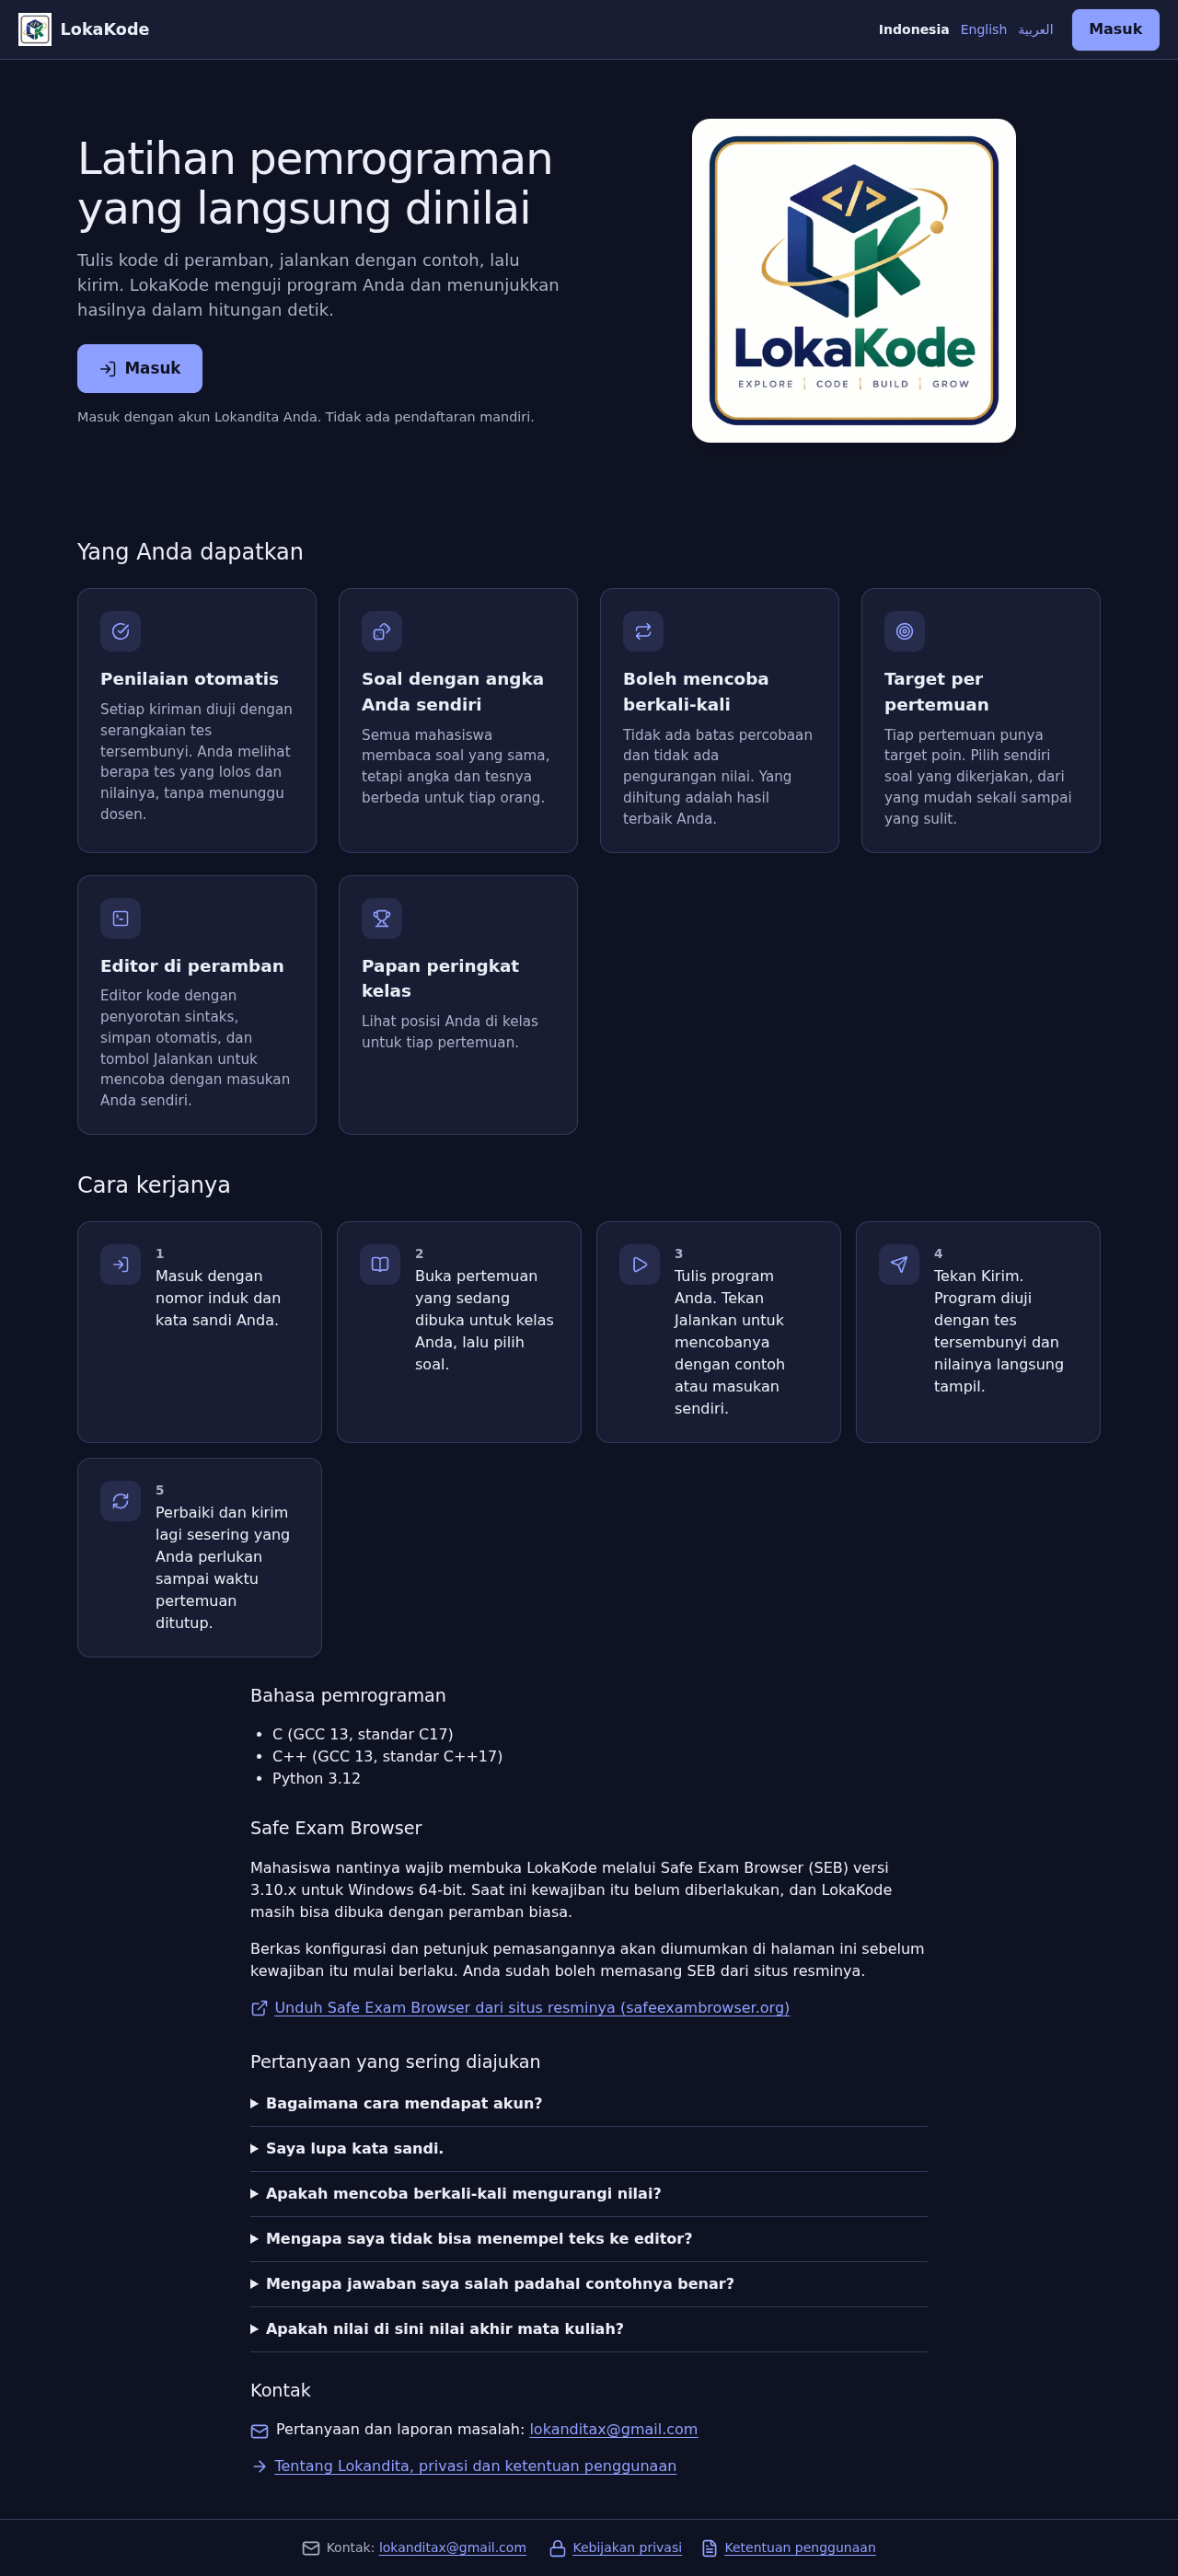 LokaKode
Indonesia English العربية Masuk
Latihan pemrograman
yang langsung dinilai
Tulis kode di peramban, jalankan dengan contoh, lalu
kirim. LokaKode menguji program Anda dan menunjukkan
hasilnya dalam hitungan detik.
Masuk
Masuk dengan akun Lokandita Anda. Tidak ada pendaftaran mandiri.
</>
LokaKode
EXPLORE CODE BUILD GROW
Yang Anda dapatkan
Penilaian otomatis
Setiap kiriman diuji dengan
serangkaian tes
tersembunyi. Anda melihat
berapa tes yang lolos dan
nilainya, tanpa menunggu
dosen.
Soal dengan angka
Anda sendiri
Semua mahasiswa
membaca soal yang sama,
tetapi angka dan tesnya
berbeda untuk tiap orang.
Boleh mencoba
berkali-kali
Tidak ada batas percobaan
dan tidak ada
pengurangan nilai. Yang
dihitung adalah hasil
terbaik Anda.
Target per
pertemuan
Tiap pertemuan punya
target poin. Pilih sendiri
soal yang dikerjakan, dari
yang mudah sekali sampai
yang sulit.
Editor di peramban
Editor kode dengan
penyorotan sintaks,
simpan otomatis, dan
tombol Jalankan untuk
mencoba dengan masukan
Anda sendiri.
Papan peringkat
kelas
Lihat posisi Anda di kelas
untuk tiap pertemuan.
Cara kerjanya
1
Masuk dengan
nomor induk dan
kata sandi Anda.
2
Buka pertemuan
yang sedang
dibuka untuk kelas
Anda, lalu pilih
soal.
3
Tulis program
Anda. Tekan
Jalankan untuk
mencobanya
dengan contoh
atau masukan
sendiri.
4
Tekan Kirim.
Program diuji
dengan tes
tersembunyi dan
nilainya langsung
tampil.
5
Perbaiki dan kirim
lagi sesering yang
Anda perlukan
sampai waktu
pertemuan
ditutup.
Bahasa pemrograman
• C (GCC 13, standar C17)
• C++ (GCC 13, standar C++17)
• Python 3.12
Safe Exam Browser
Mahasiswa nantinya wajib membuka LokaKode melalui Safe Exam Browser (SEB) versi
3.10.x untuk Windows 64-bit. Saat ini kewajiban itu belum diberlakukan, dan LokaKode
masih bisa dibuka dengan peramban biasa.
Berkas konfigurasi dan petunjuk pemasangannya akan diumumkan di halaman ini sebelum
kewajiban itu mulai berlaku. Anda sudah boleh memasang SEB dari situs resminya.
Unduh Safe Exam Browser dari situs resminya (safeexambrowser.org)
Pertanyaan yang sering diajukan
Bagaimana cara mendapat akun?
Saya lupa kata sandi.
Apakah mencoba berkali-kali mengurangi nilai?
Mengapa saya tidak bisa menempel teks ke editor?
Mengapa jawaban saya salah padahal contohnya benar?
Apakah nilai di sini nilai akhir mata kuliah?
Kontak
Pertanyaan dan laporan masalah: lokanditax@gmail.com
Tentang Lokandita, privasi dan ketentuan penggunaan
Kontak: lokanditax@gmail.com Kebijakan privasi Ketentuan penggunaan